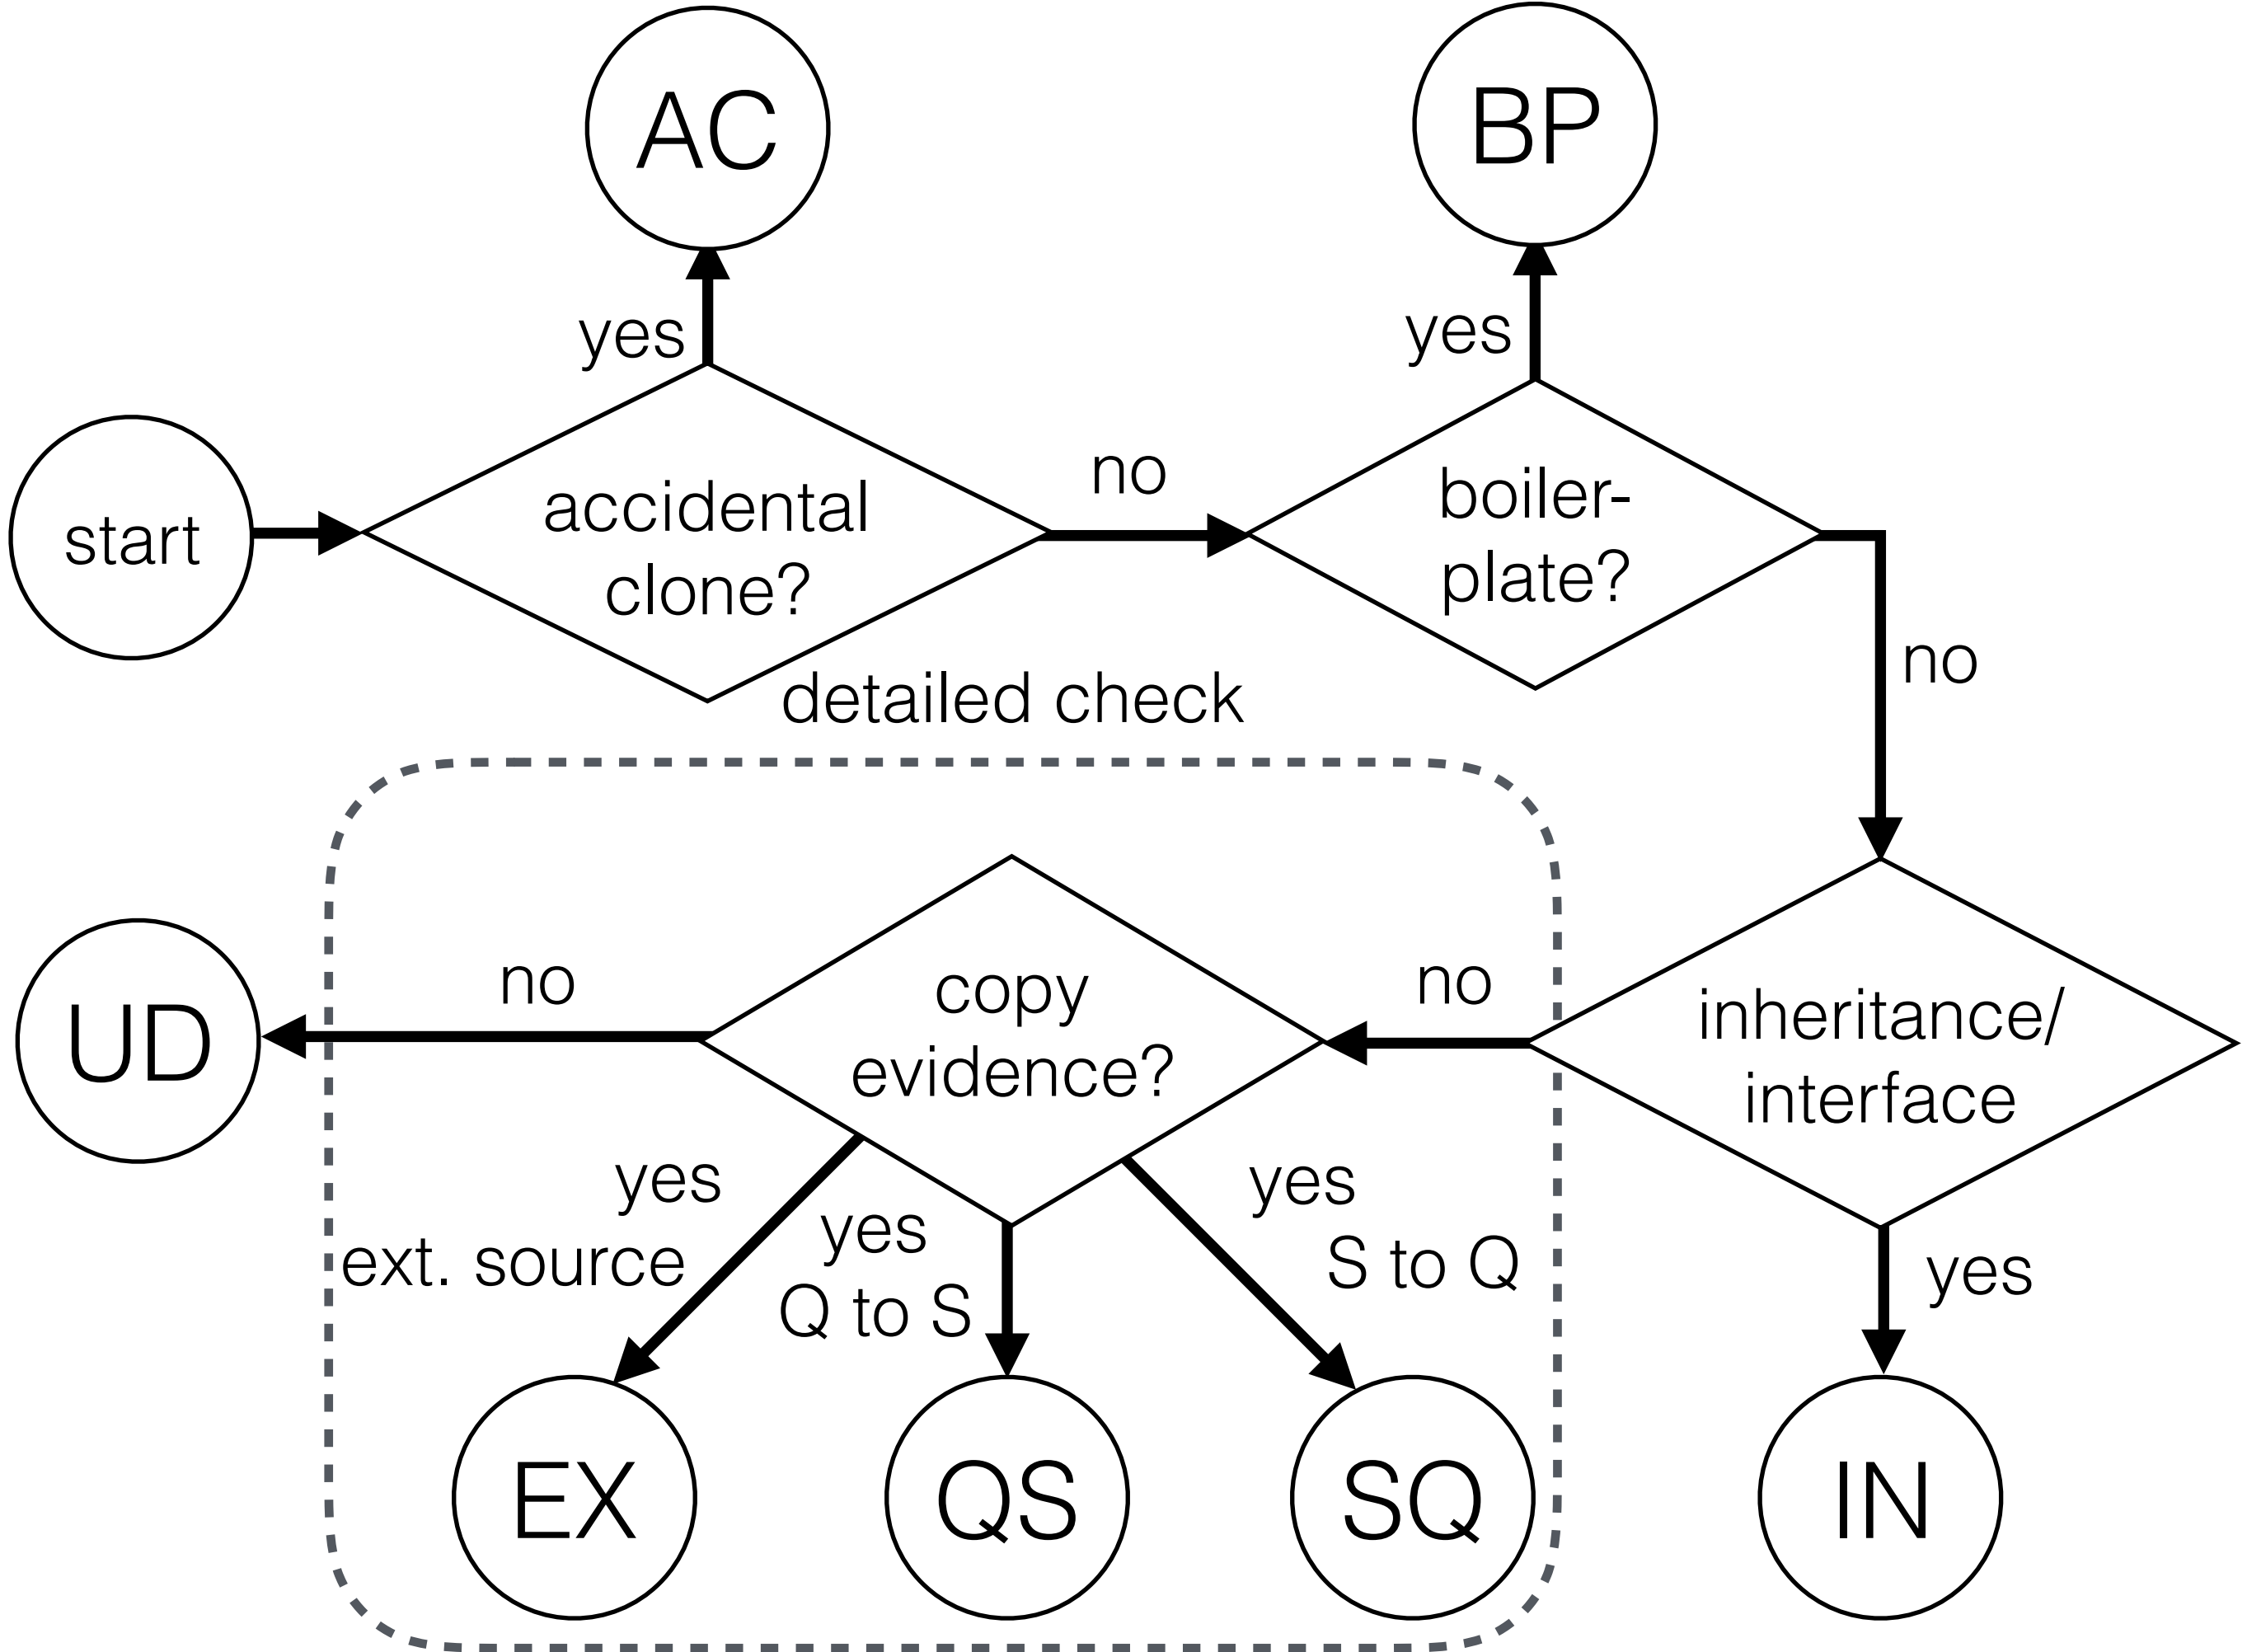 AC
BP
yes
yes
start
accidental
clone?
no
boiler-
plate?
no
detailed check
UD
no
copy
evidence?
no
inheritance/
interface
yes
ext. source
yes
Q to S
yes
S to Q
yes
EX
QS
SQ
IN